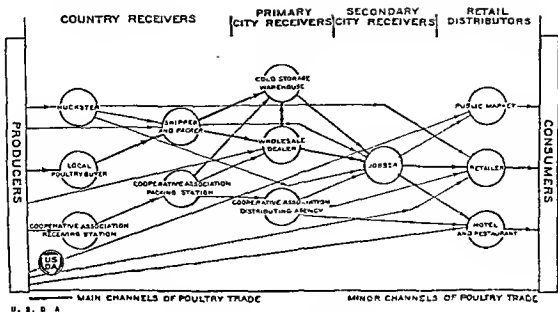 COUNTRY RECEIVERS
PRIMARY
CITY RECEIVERS
SECONDARY
CITY RECEIVERS
RETAIL
DISTRIBUTORS
PRODUCERS
HUCKSTER
SHIPPER
AND PACKER
COLD STORAGE
WAREHOUSE
PUBLIC MARKET
LOCAL
POULTRY BUYER
WHOLESALE
DEALER
JOBBER
RETAILER
COOPERATIVE ASSOCIATION
PACKING STATION
COOPERATIVE ASSOCIATION
RECEIVING STATION
COOPERATIVE ASSOCIATION
DISTRIBUTING AGENCY
HOTEL
AND RESTAURANT
CONSUMERS
US
DA
MAIN CHANNELS OF POULTRY TRADE
MINOR CHANNELS OF POULTRY TRADE
U. S. D. A